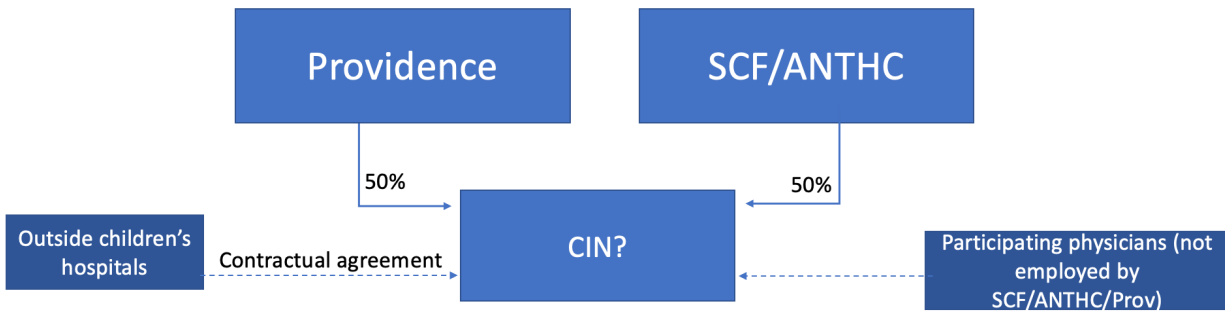 Providence
SCF/ANTHC
50%
50%
Outside children's
hospitals
Contractual agreement
CIN?
Participating physicians (not
employed by
SCF/ANTHC/Prov)